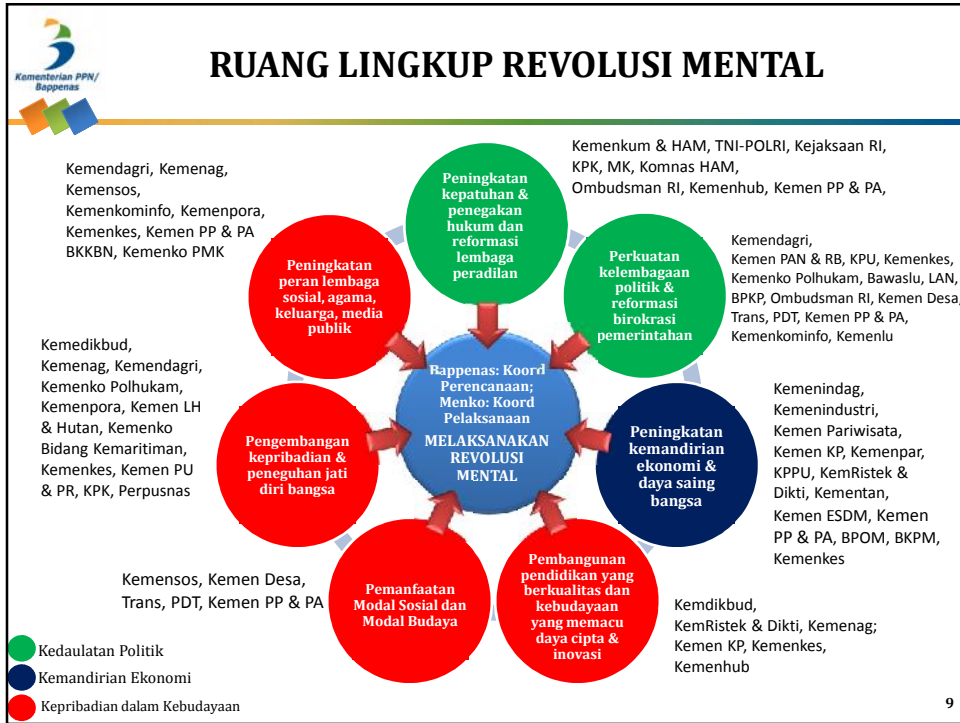 Kementerian PPN/
Bappenas
RUANG LINGKUP REVOLUSI MENTAL
Kemenkum & HAM, TNI-POLRI, Kejaksaan RI,
KPK, MK, Komnas HAM,
Ombudsman RI, Kemenhub, Kemen PP & PA,
Kemendagri, Kemenag,
Kemensos,
Kemenkominfo, Kemenpora,
Kemenkes, Kemen PP & PA
BKKBN, Kemenko PMK
Peningkatan
kepatuhan &
penegakan
hukum dan
reformasi
lembaga
peradilan
Peningkatan
peran lembaga
sosial, agama,
keluarga, media
publik
Perkuatan
kelembagaan
politik &
reformasi
birokrasi
pemerintahan
Kemendagri,
Kemen PAN & RB, KPU, Kemenkes,
Kemenko Polhukam, Bawaslu, LAN,
BPKP, Ombudsman RI, Kemen Desa,
Trans, PDT, Kemen PP & PA,
Kemenkominfo, Kemenlu
Kemedikbud,
Kemenag, Kemendagri,
Kemenko Polhukam,
Kemenpora, Kemen LH
& Hutan, Kemenko
Bidang Kemaritiman,
Kemenkes, Kemen PU
& PR, KPK, Perpusnas
Pengembangan
kepribadian &
peneguhan jati
diri bangsa
Bappenas: Koord
Perencanaan;
Menko: Koord
Pelaksanaan
MELAKSANAKAN
REVOLUSI
MENTAL
Peningkatan
kemandirian
ekonomi &
daya saing
bangsa
Kemenindag,
Kemenindustri,
Kemen Pariwisata,
Kemen KP, Kemenpar,
KPPU, KemRistek &
Dikti, Kementan,
Kemen ESDM, Kemen
PP & PA, BPOM, BKPM,
Kemenkes
Kemensos, Kemen Desa,
Trans, PDT, Kemen PP & PA
Pemanfaatan
Modal Sosial dan
Modal Budaya
Pembangunan
pendidikan yang
berkualitas dan
kebudayaan
yang memacu
daya cipta &
inovasi
Kemdikbud,
KemRistek & Dikti, Kemenag;
Kemen KP, Kemenkes,
Kemenhub
Kedaulatan Politik
Kemandirian Ekonomi
Kepribadian dalam Kebudayaan
9